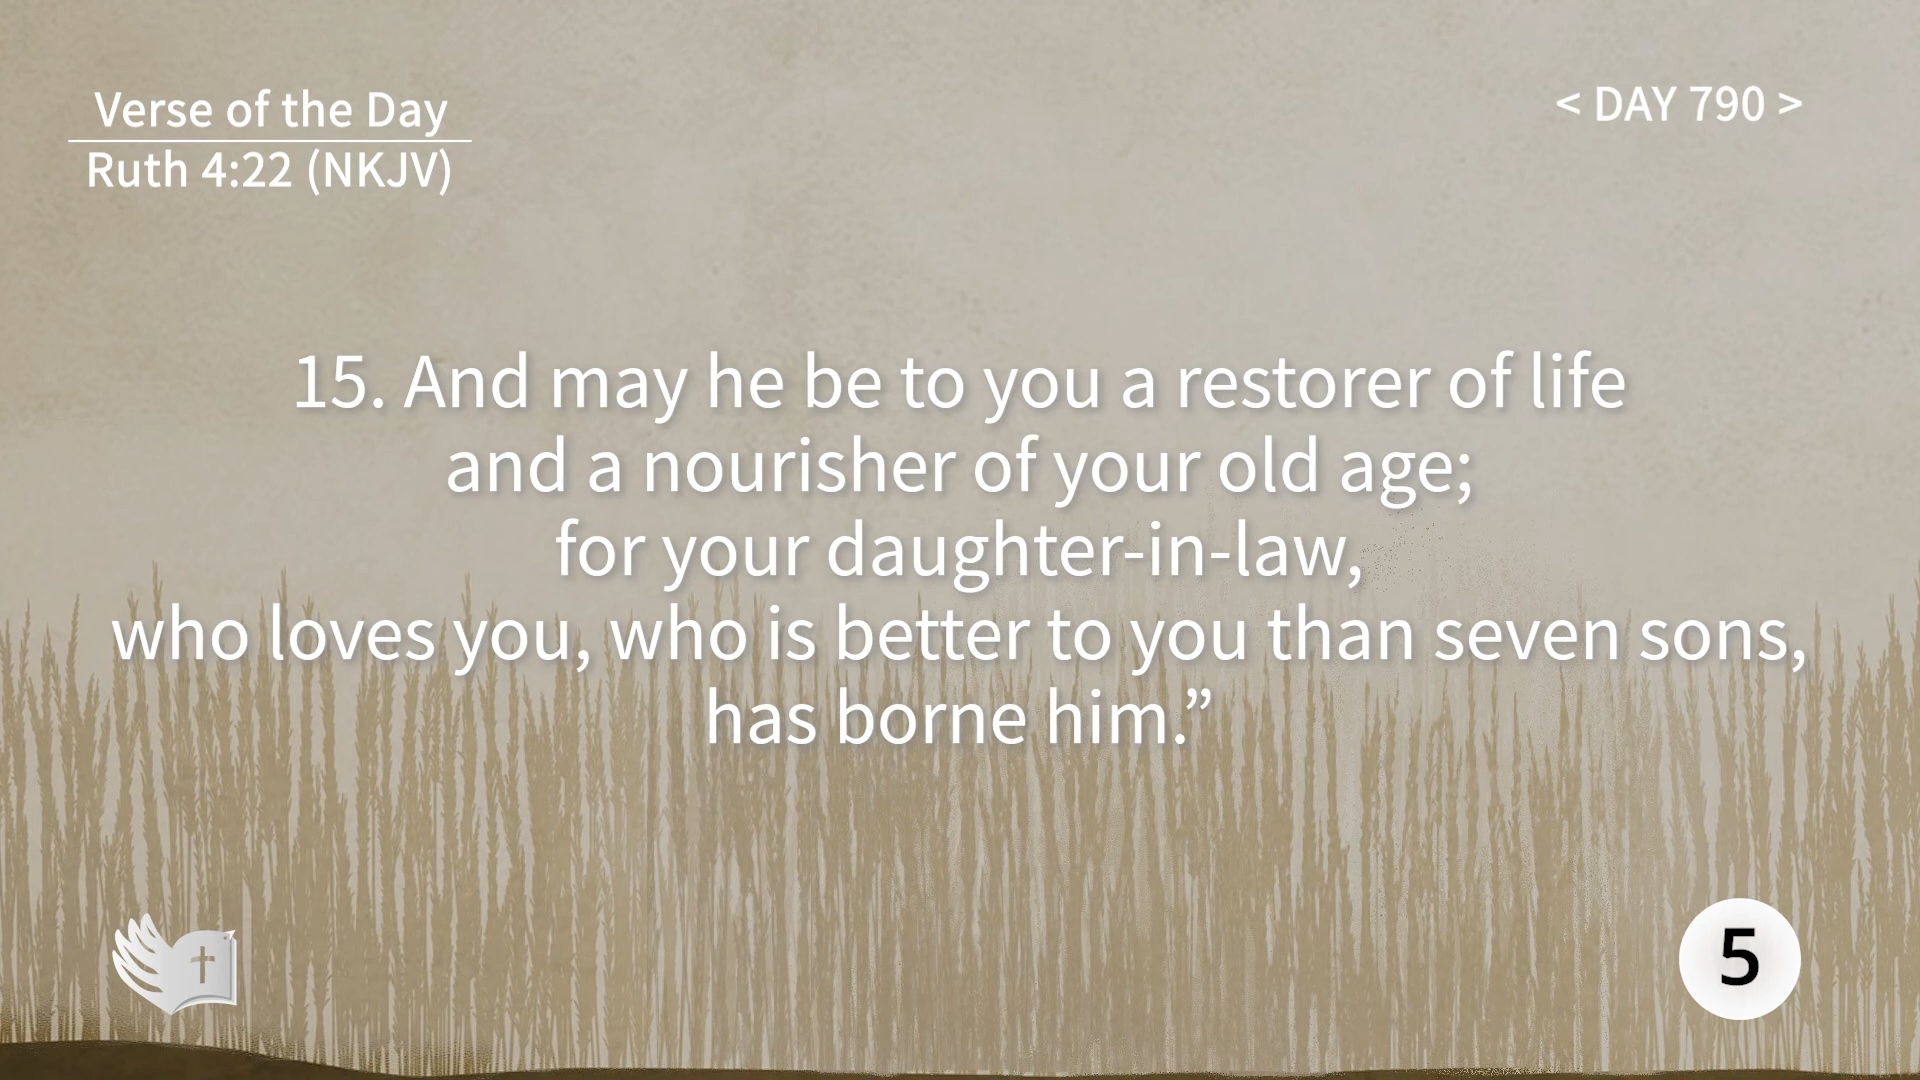 Verse of the Day
Ruth 4:22 (NKJV)
< DAY 790 >
15. And may he be to you a restorer of life
and a nourisher of your old age;
for your daughter-in-law,
who loves you, who is better to you than seven sons,
has borne him.”
5